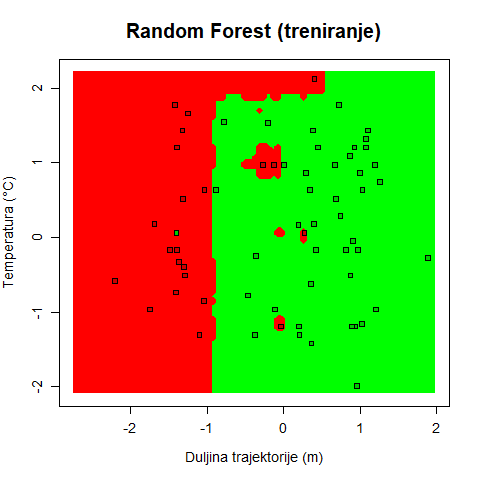 Random Forest (treniranje)
Temperatura (°C)
2
1
0
-1
-2
-2 -1 0 1 2
Duljina trajektorije (m)